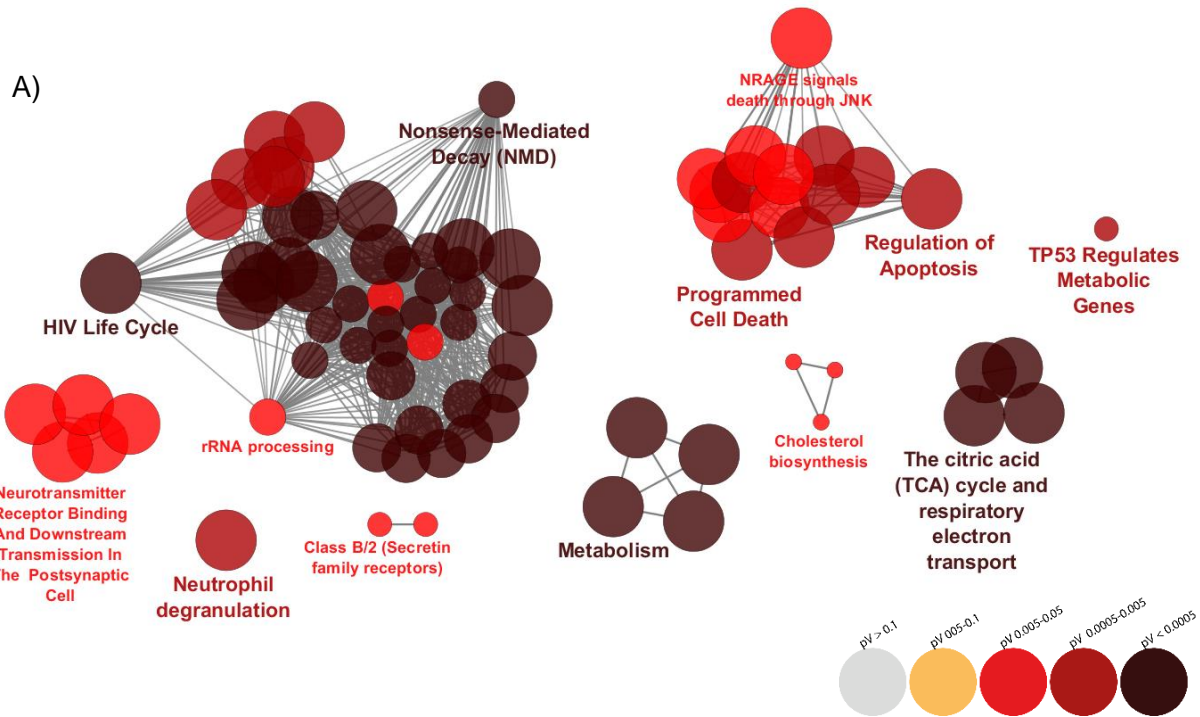 A)
NRAGE signals
death through JNK
Nonsense-Mediated
Decay (NMD)
Regulation of
Apoptosis
TP53 Regulates
Metabolic
Genes
Programmed
Cell Death
HIV Life Cycle
rRNA processing
Cholesterol
biosynthesis
The citric acid
(TCA) cycle and
respiratory
electron
transport
Neurotransmitter
Receptor Binding
And Downstream
Transmission In
The Postsynaptic
Cell
Class B/2 (Secretin
family receptors)
Metabolism
Neutrophil
degranulation
pV > 0.1
pV 005-0.1
pV 0.005-0.05
pV 0.0005-0.005
pV < 0.0005